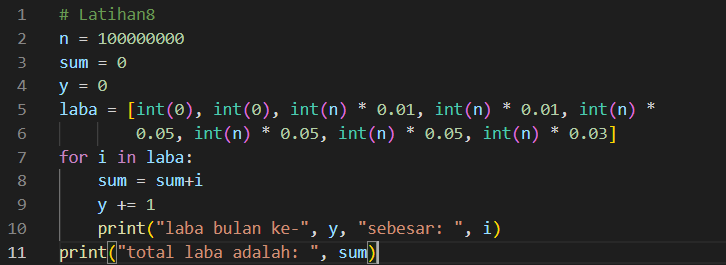 1 # Latihan8
2 n = 100000000
3 sum = 0
4 y = 0
5 laba = [int(0), int(0), int(n) * 0.01, int(n) * 0.01, int(n) *
6 0.05, int(n) * 0.05, int(n) * 0.05, int(n) * 0.03]
7 for i in laba:
8 sum = sum+i
9 y += 1
10 print("laba bulan ke-", y, "sebesar: ", i)
11 print("total laba adalah: ", sum)